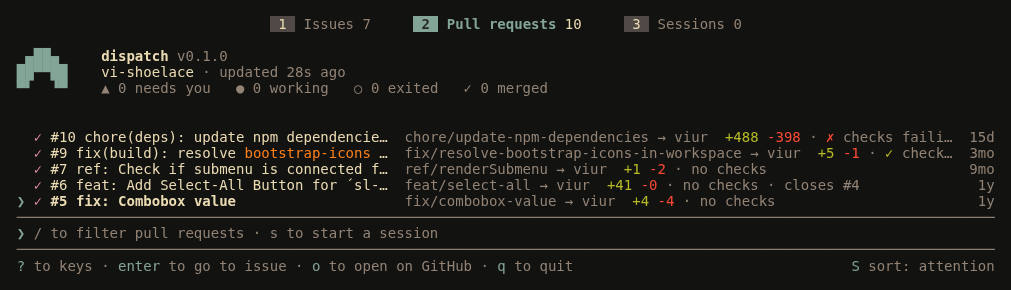 1 Issues 7 2 Pull requests 10 3 Sessions 0
dispatch v0.1.0
vi-shoelace · updated 28s ago
▲ 0 needs you ● 0 working ○ 0 exited ✓ 0 merged
✓ #10 chore(deps): update npm dependencie… chore/update-npm-dependencies → viur +488 -398 · ✗ checks faili… 15d
✓ #9 fix(build): resolve bootstrap-icons … fix/resolve-bootstrap-icons-in-workspace → viur +5 -1 · ✓ check… 3mo
✓ #7 ref: Check if submenu is connected f… ref/renderSubmenu → viur +1 -2 · no checks 9mo
✓ #6 feat: Add Select-All Button for ´sl-… feat/select-all → viur +41 -0 · no checks · closes #4 1y
❯ ✓ #5 fix: Combobox value fix/combobox-value → viur +4 -4 · no checks 1y
❯ / to filter pull requests · s to start a session
? to keys · enter to go to issue · o to open on GitHub · q to quit S sort: attention